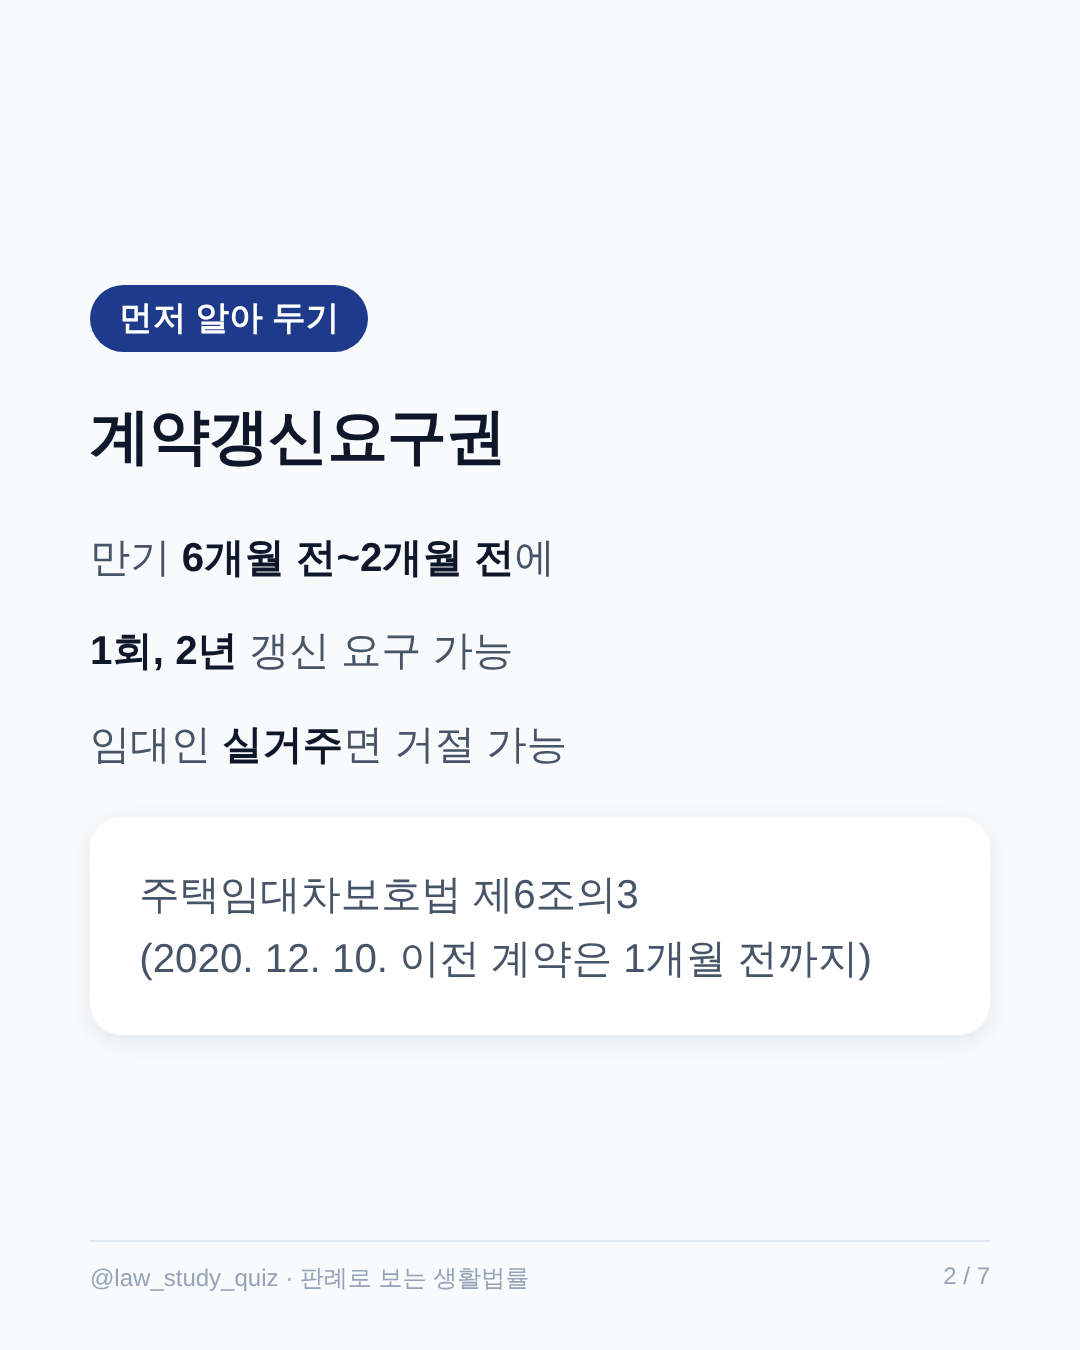 먼저 알아 두기
계약갱신요구권
만기 6개월 전~2개월 전에
1회, 2년 갱신 요구 가능
임대인 실거주면 거절 가능
주택임대차보호법 제6조의3
(2020. 12. 10. 이전 계약은 1개월 전까지)
@law_study_quiz · 판례로 보는 생활법률
2 / 7